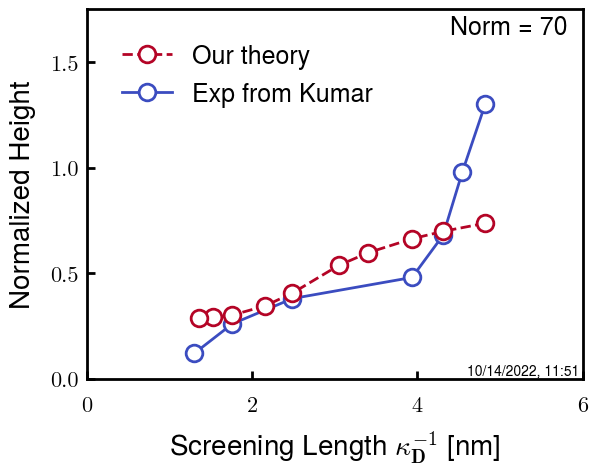 Norm = 70
Our theory
Exp from Kumar
Normalized Height
1.5
1.0
0.5
0.0
10/14/2022, 11:51
0 2 4 6
Screening Length κ_D^{-1} [nm]